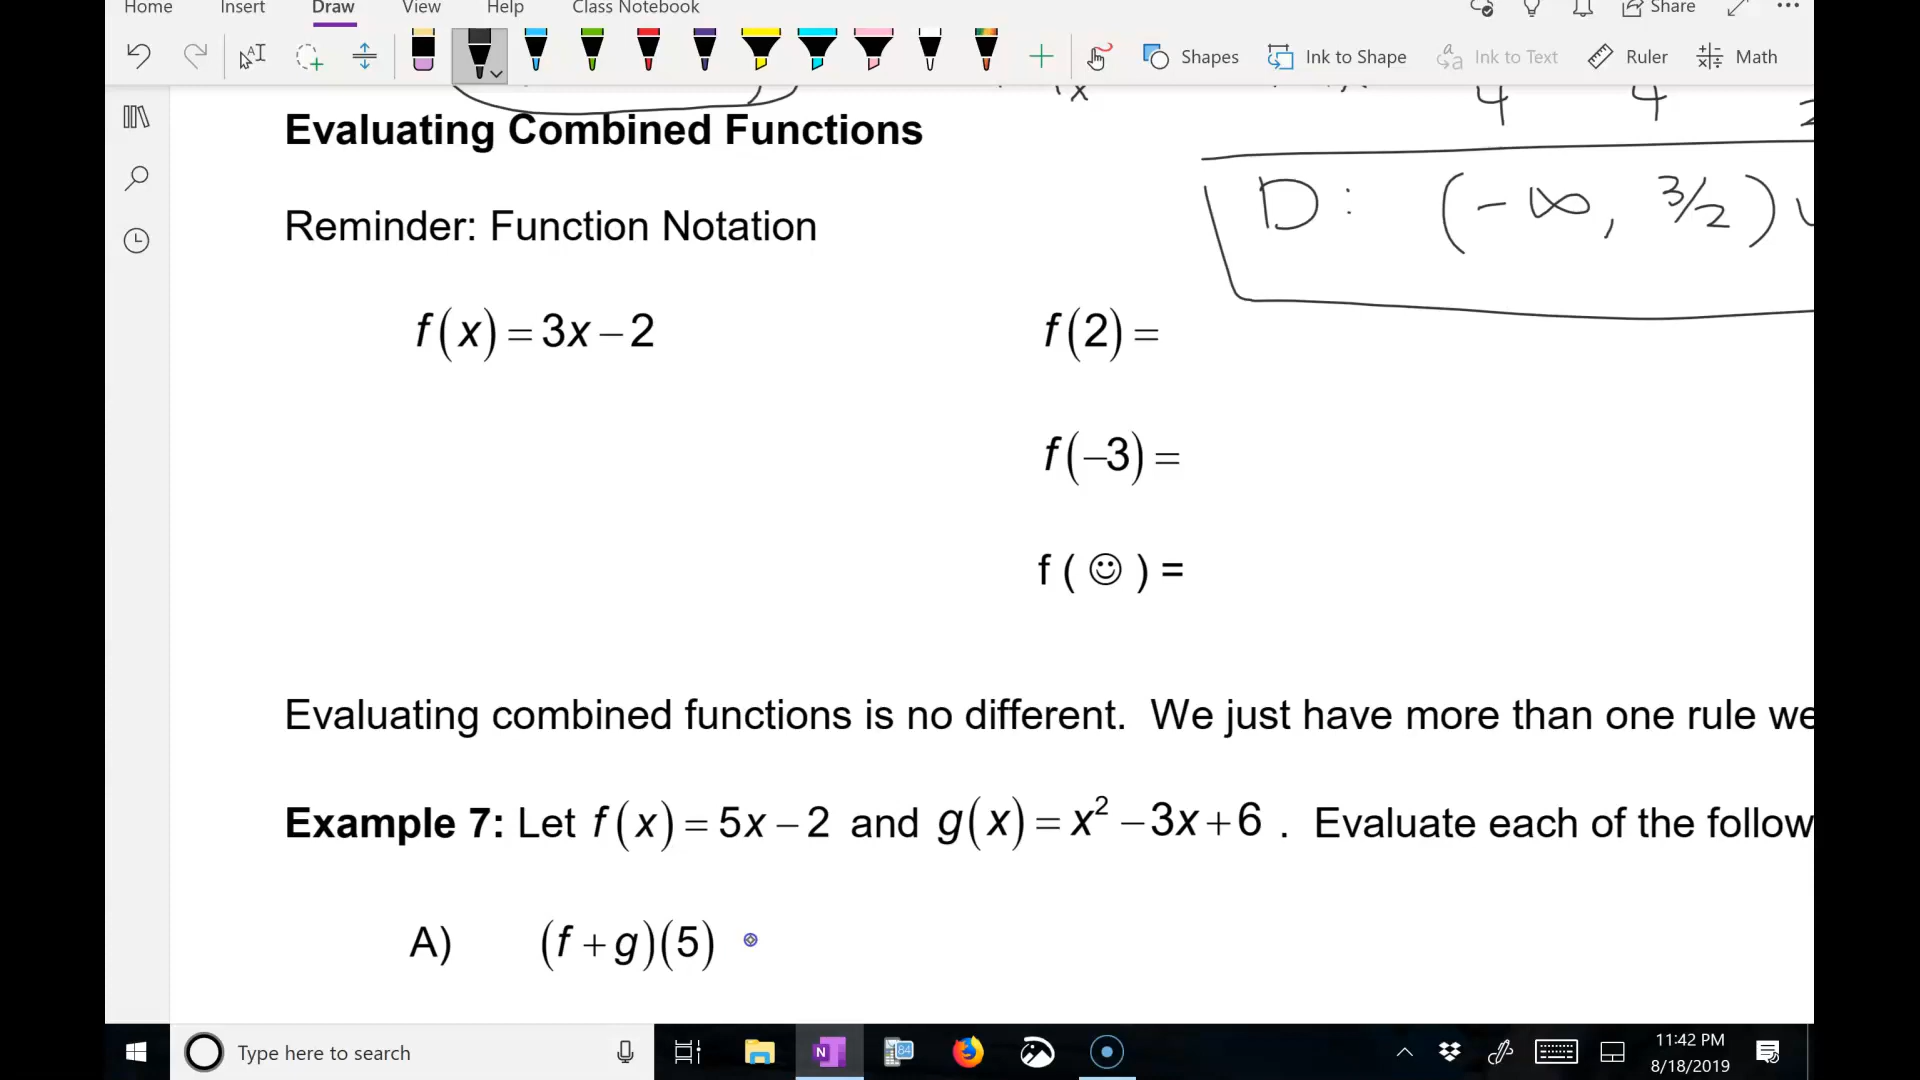 Home Insert Draw View Help Class Notebook Share
Shapes Ink to Shape Ink to Text Ruler Math
x 4 4
Evaluating Combined Functions
D: (-∞, 3/2) ∪
Reminder: Function Notation
f(x)=3x−2 f(2)=
f(−3)=
f ( ☺ ) =
Evaluating combined functions is no different. We just have more than one rule we
Example 7: Let f(x)=5x−2 and g(x)=x²−3x+6 . Evaluate each of the follow
A) (f+g)(5)
Type here to search
84
11:42 PM
8/18/2019